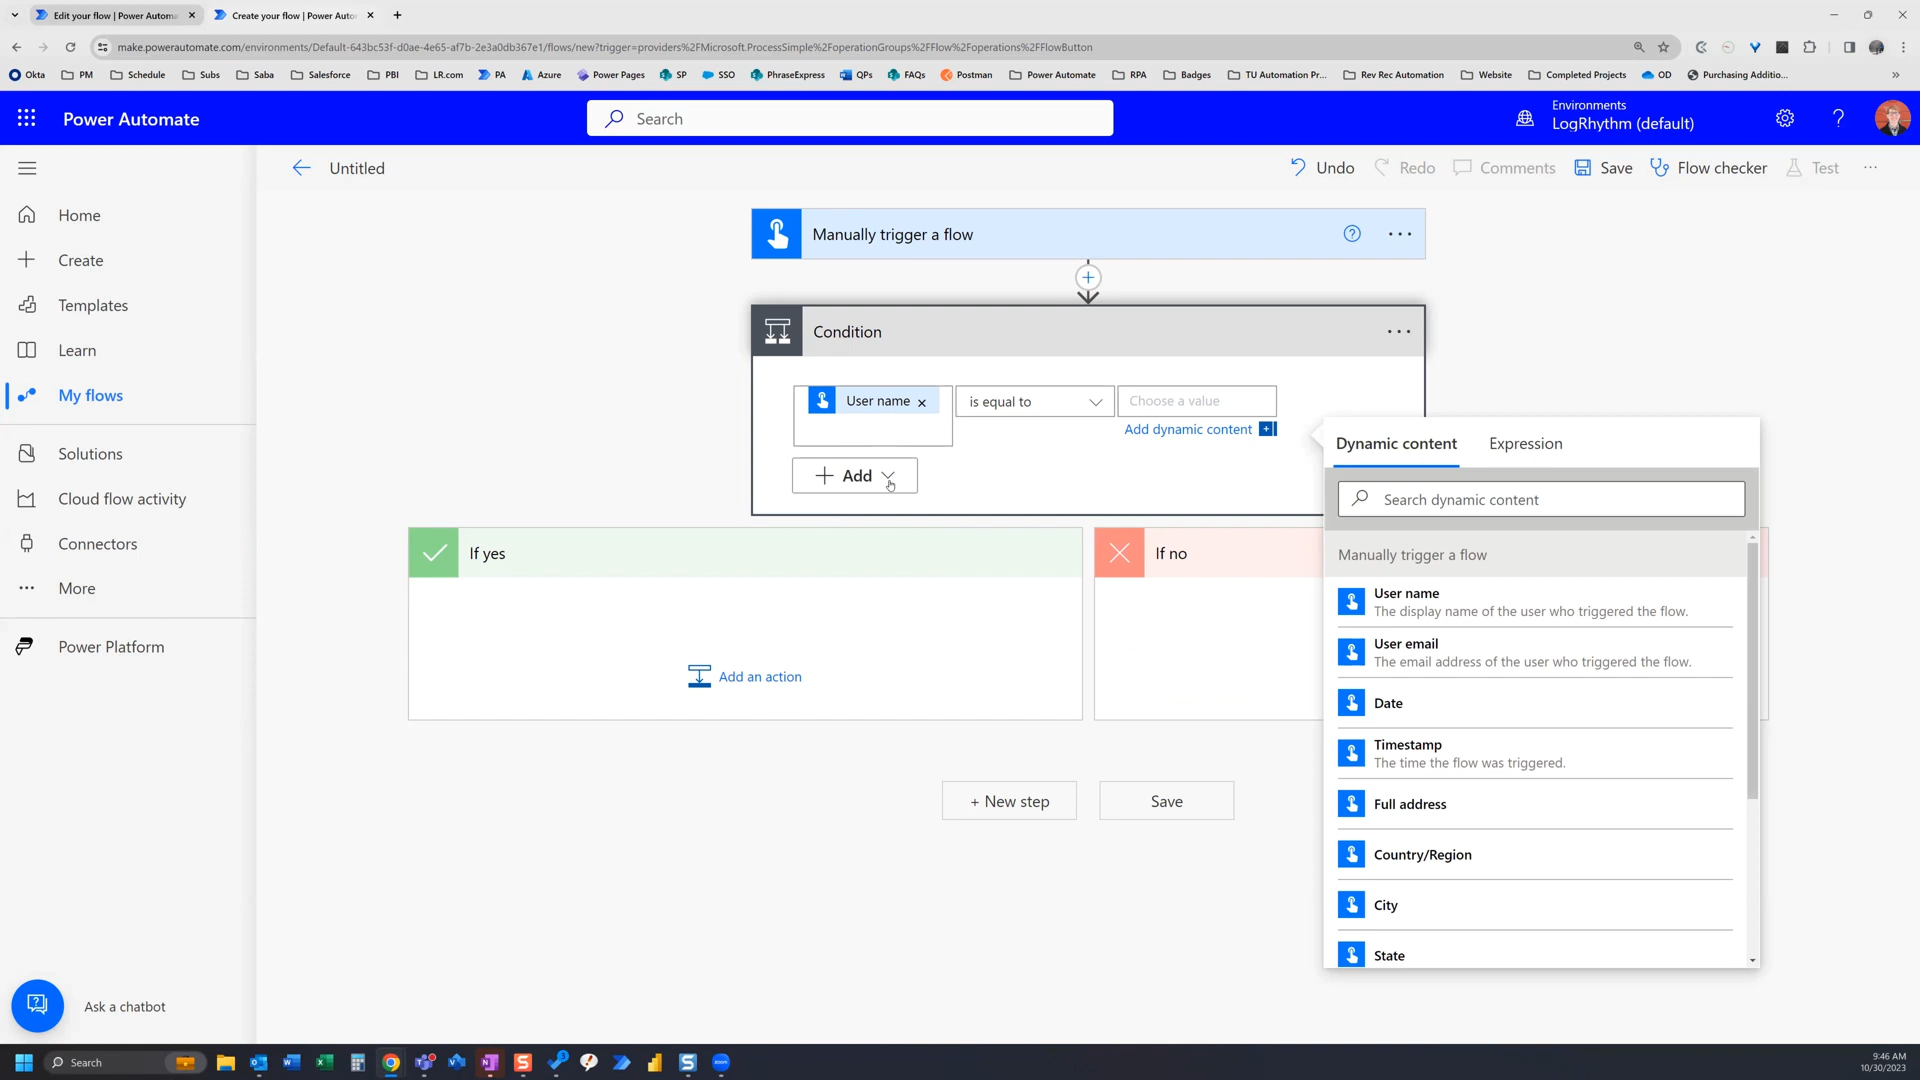 Edit your flow | Power Automa
Create your flow | Power Auto
make.powerautomate.com/environments/Default-643bc53f-d0ae-4e65-af7b-2e3a0db367e1/flows/new?trigger=providers%2FMicrosoft.ProcessSimple%2FoperationGroups%2FFlow%2Foperations%2FFlowButton
Okta PM Schedule Subs Saba Salesforce PBI LR.com PA Azure Power Pages SP SSO PhraseExpress QPs FAQs Postman Power Automate RPA Badges TU Automation Pr... Rev Rec Automation Website Completed Projects OD Purchasing Additio...
Power Automate
Search
Environments
LogRhythm (default)
Untitled
Undo Redo Comments Save Flow checker Test
Home
Create
Templates
Learn
My flows
Solutions
Cloud flow activity
Connectors
More
Power Platform
Ask a chatbot
Manually trigger a flow
Condition
User name
is equal to
Choose a value
Add dynamic content
Add
If yes
Add an action
If no
+ New step
Save
Dynamic content
Expression
Search dynamic content
Manually trigger a flow
User name
The display name of the user who triggered the flow.
User email
The email address of the user who triggered the flow.
Date
Timestamp
The time the flow was triggered.
Full address
Country/Region
City
State
Search
9:46 AM
10/30/2023